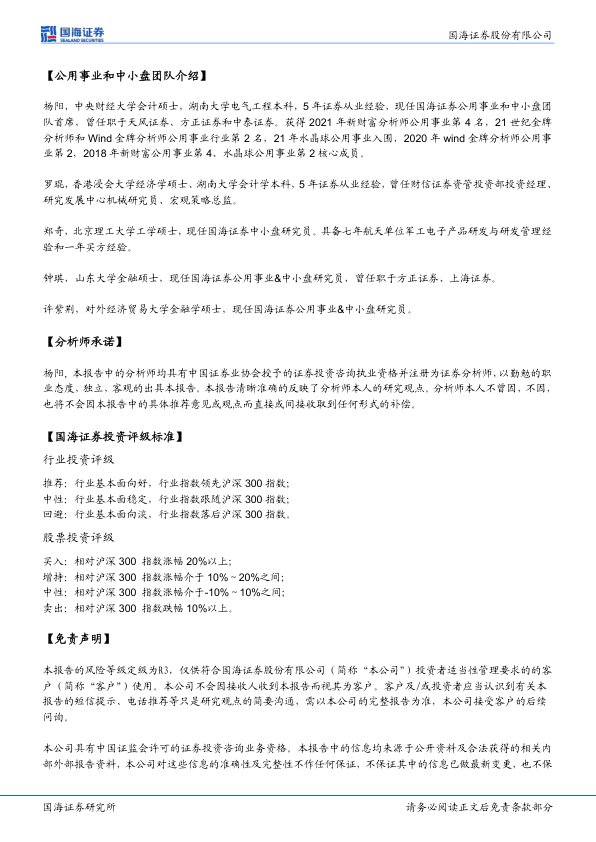 国海证券
SEALAND SECURITIES
国海证券股份有限公司
【公用事业和中小盘团队介绍】
杨阳，中央财经大学会计硕士，湖南大学电气工程本科，5 年证券从业经验，现任国海证券公用事业和中小盘团
队首席，曾任职于天风证券、方正证券和中泰证券。获得 2021 年新财富分析师公用事业第 4 名，21 世纪金牌
分析师和 Wind 金牌分析师公用事业行业第 2 名，21 年水晶球公用事业入围，2020 年 wind 金牌分析师公用事
业第 2，2018 年新财富公用事业第 4、水晶球公用事业第 2 核心成员。
罗琨，香港浸会大学经济学硕士、湖南大学会计学本科，5 年证券从业经验，曾任财信证券资管投资部投资经理、
研究发展中心机械研究员、宏观策略总监。
郑奇，北京理工大学工学硕士，现任国海证券中小盘研究员。具备七年航天单位军工电子产品研发与研发管理经
验和一年买方经验。
钟琪，山东大学金融硕士，现任国海证券公用事业&中小盘研究员，曾任职于方正证券、上海证券。
许紫荆，对外经济贸易大学金融学硕士，现任国海证券公用事业&中小盘研究员。
【分析师承诺】
杨阳，本报告中的分析师均具有中国证券业协会授予的证券投资咨询执业资格并注册为证券分析师，以勤勉的职
业态度，独立，客观的出具本报告。本报告清晰准确的反映了分析师本人的研究观点。分析师本人不曾因，不因，
也将不会因本报告中的具体推荐意见或观点而直接或间接收取到任何形式的补偿。
【国海证券投资评级标准】
行业投资评级
推荐：行业基本面向好，行业指数领先沪深 300 指数；
中性：行业基本面稳定，行业指数跟随沪深 300 指数；
回避：行业基本面向淡，行业指数落后沪深 300 指数。
股票投资评级
买入：相对沪深 300 指数涨幅 20%以上；
增持：相对沪深 300 指数涨幅介于 10%～20%之间；
中性：相对沪深 300 指数涨幅介于-10%～10%之间；
卖出：相对沪深 300 指数跌幅 10%以上。
【免责声明】
本报告的风险等级定级为R3，仅供符合国海证券股份有限公司（简称“本公司”）投资者适当性管理要求的的客
户（简称“客户”）使用。本公司不会因接收人收到本报告而视其为客户。客户及/或投资者应当认识到有关本
报告的短信提示、电话推荐等只是研究观点的简要沟通，需以本公司的完整报告为准，本公司接受客户的后续
问询。
本公司具有中国证监会许可的证券投资咨询业务资格。本报告中的信息均来源于公开资料及合法获得的相关内
部外部报告资料，本公司对这些信息的准确性及完整性不作任何保证，不保证其中的信息已做最新变更，也不保
国海证券研究所
请务必阅读正文后免责条款部分